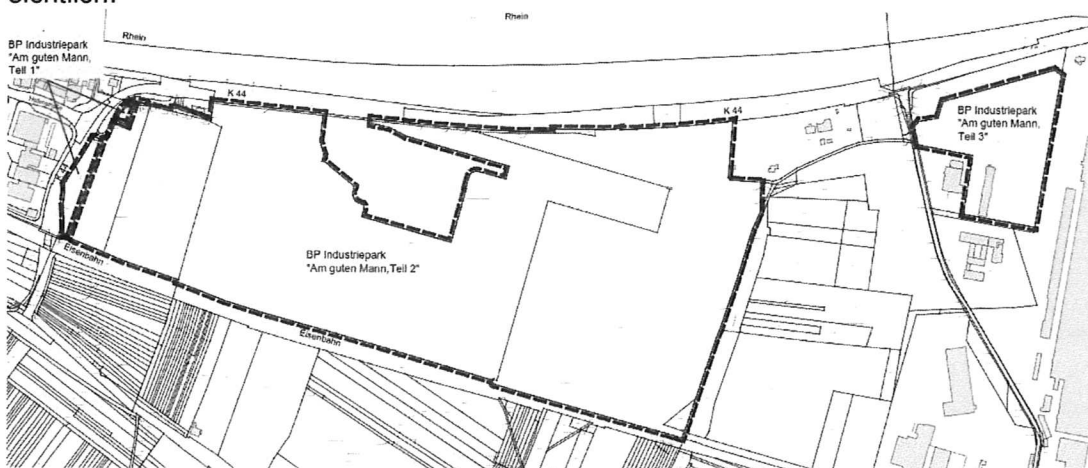 Rhein
Rhein
BP Industriepark
"Am guten Mann,
Teil 1"
K 44
K 44
BP Industriepark
"Am guten Mann,
Teil 3"
Eisenbahn
BP Industriepark
"Am guten Mann, Teil 2"
Eisenbahn